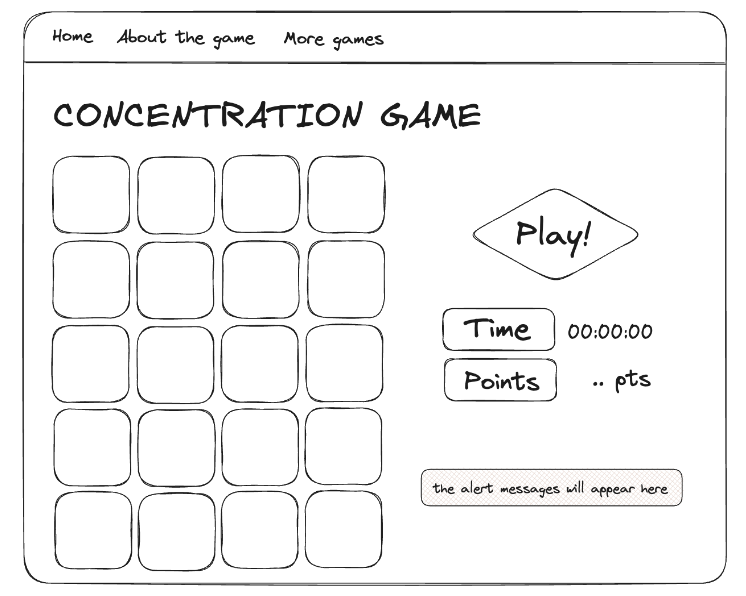 Home About the game More games
CONCENTRATION GAME
Play!
Time 00:00:00
Points .. pts
the alert messages will appear here